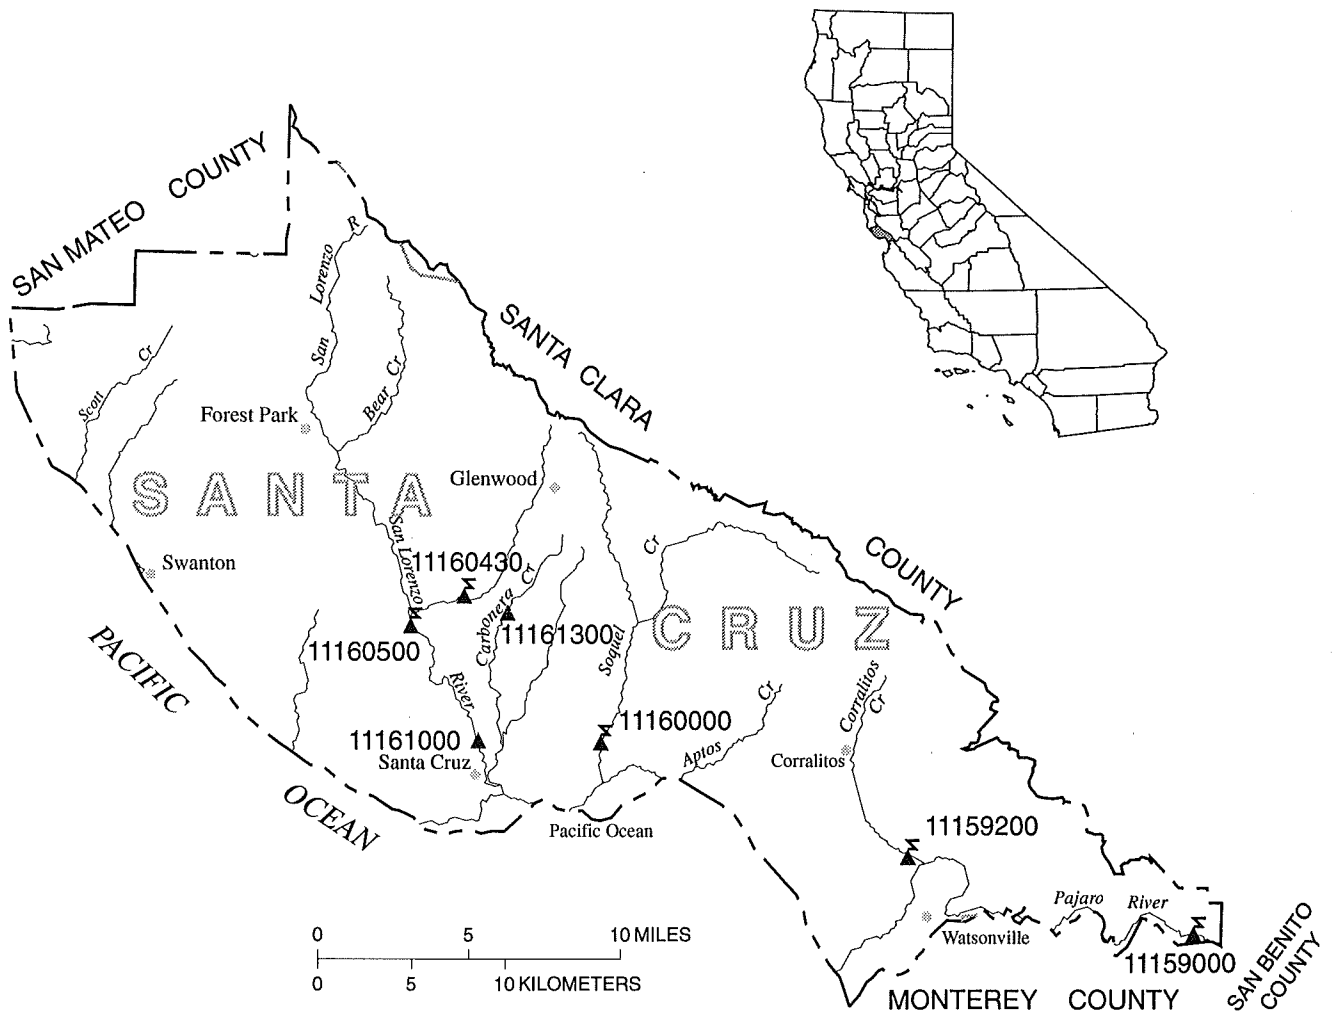 SAN MATEO COUNTY
San Lorenzo R
SANTA CLARA
COUNTY
Scott Cr
Bear Cr
Forest Park
SANTA
Glenwood
San Lorenzo
River
11160430
Cr
Swanton
Carbonera Cr
CRUZ
11161300
Soquel
11160500
PACIFIC
OCEAN
Corralitos
Cr
Aptos Cr
11160000
11161000
Santa Cruz
Corralitos
Pacific Ocean
11159200
Pajaro River
Watsonville
11159000
SAN BENITO
COUNTY
MONTEREY COUNTY
0 5 10 MILES
0 5 10 KILOMETERS